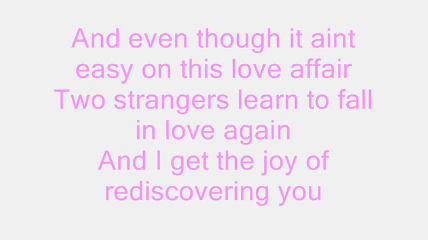 And even though it aint
easy on this love affair
Two strangers learn to fall
in love again
And I get the joy of
rediscovering you